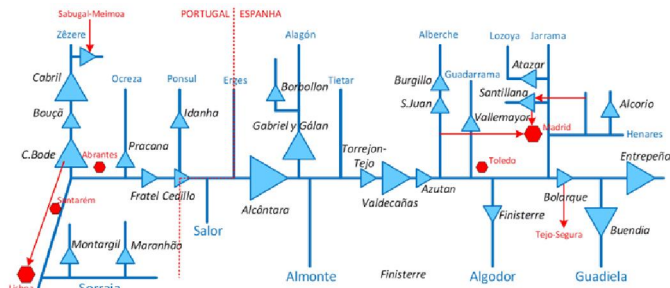 Sabugal-Meimoa
PORTUGAL
ESPANHA
Zêzere
Alagón
Alberche
Lozoya
Jarrama
Cabril
Ocreza
Ponsul
Erges
Borbollon
Tietar
Burgillo
Guadarrama
Atazar
Santillana
Bouçã
Idanha
S.Juan
Vallemayor
Alcorio
Gabriel y Gálan
Madrid
Henares
C.Bode
Abrantes
Pracana
Torrejon-
Tejo
Toledo
Entrepeña
Fratel
Cedillo
Alcântara
Valdecañas
Azutan
Bolarque
Santarém
Salor
Finisterre
Buendia
Tejo-Segura
Montargil
Maranhão
Lisboa
Sorraia
Almonte
Finisterre
Algodor
Guadiela